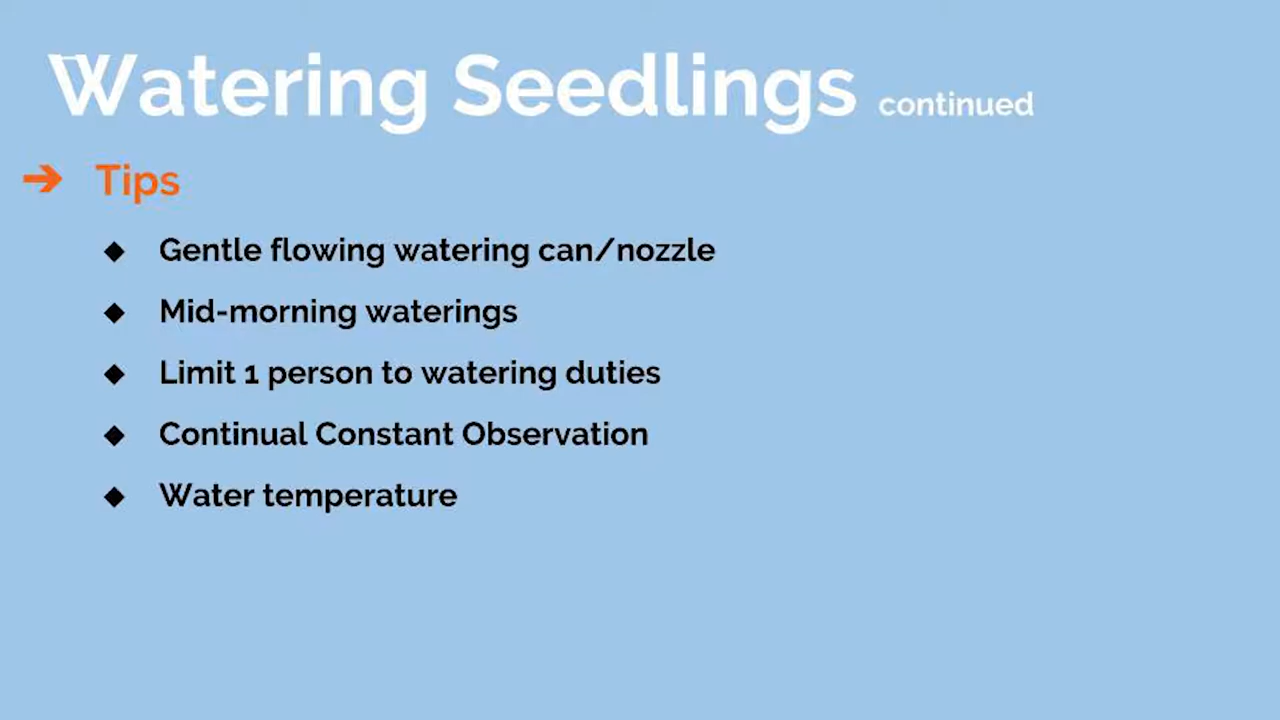 Watering Seedlings continued
➔ Tips
◆ Gentle flowing watering can/nozzle
◆ Mid-morning waterings
◆ Limit 1 person to watering duties
◆ Continual Constant Observation
◆ Water temperature